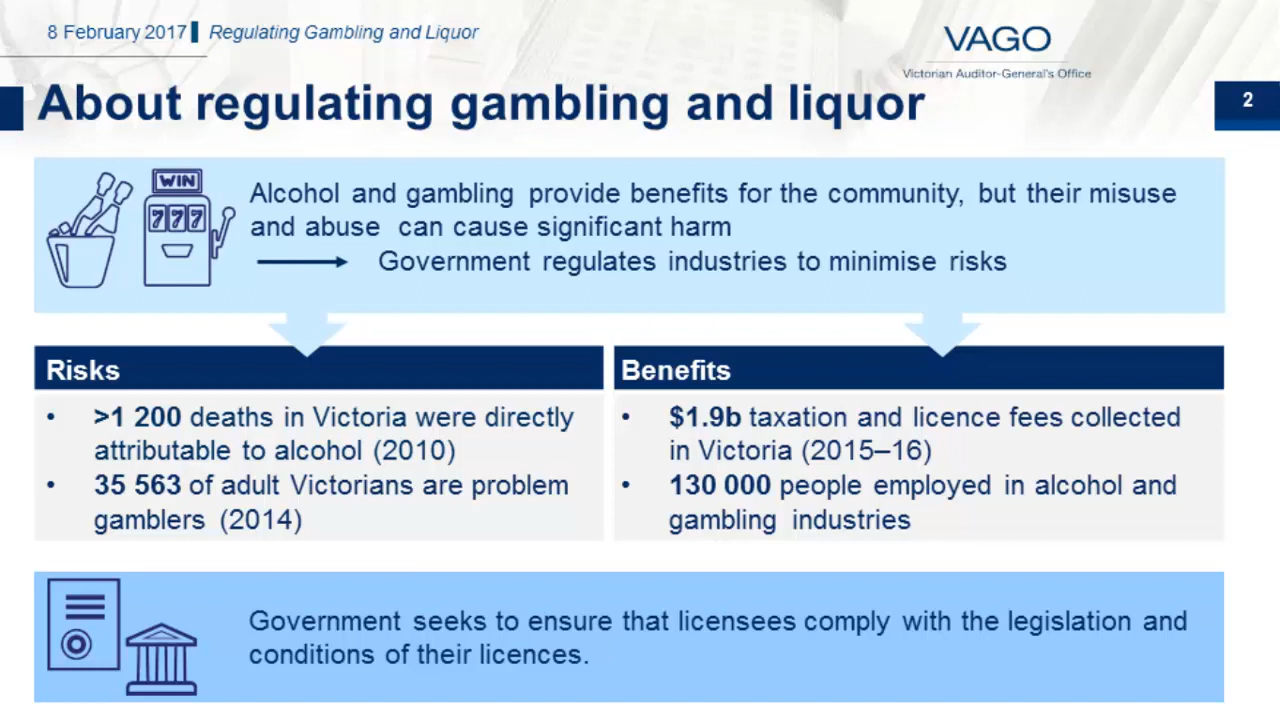 8 February 2017 Regulating Gambling and Liquor
VAGO
Victorian Auditor-General's Office
About regulating gambling and liquor
2
WIN
777
Alcohol and gambling provide benefits for the community, but their misuse
and abuse can cause significant harm
Government regulates industries to minimise risks
Risks
• >1 200 deaths in Victoria were directly
attributable to alcohol (2010)
• 35 563 of adult Victorians are problem
gamblers (2014)
Benefits
• $1.9b taxation and licence fees collected
in Victoria (2015–16)
• 130 000 people employed in alcohol and
gambling industries
Government seeks to ensure that licensees comply with the legislation and
conditions of their licences.